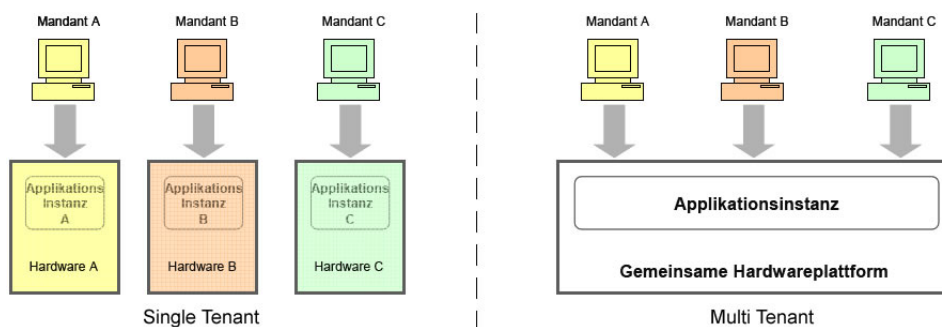 Mandant A
Mandant B
Mandant C
Applikations
Instanz
A
Hardware A
Applikations
Instanz
B
Hardware B
Applikations
Instanz
C
Hardware C
Single Tenant
Mandant A
Mandant B
Mandant C
Applikationsinstanz
Gemeinsame Hardwareplattform
Multi Tenant